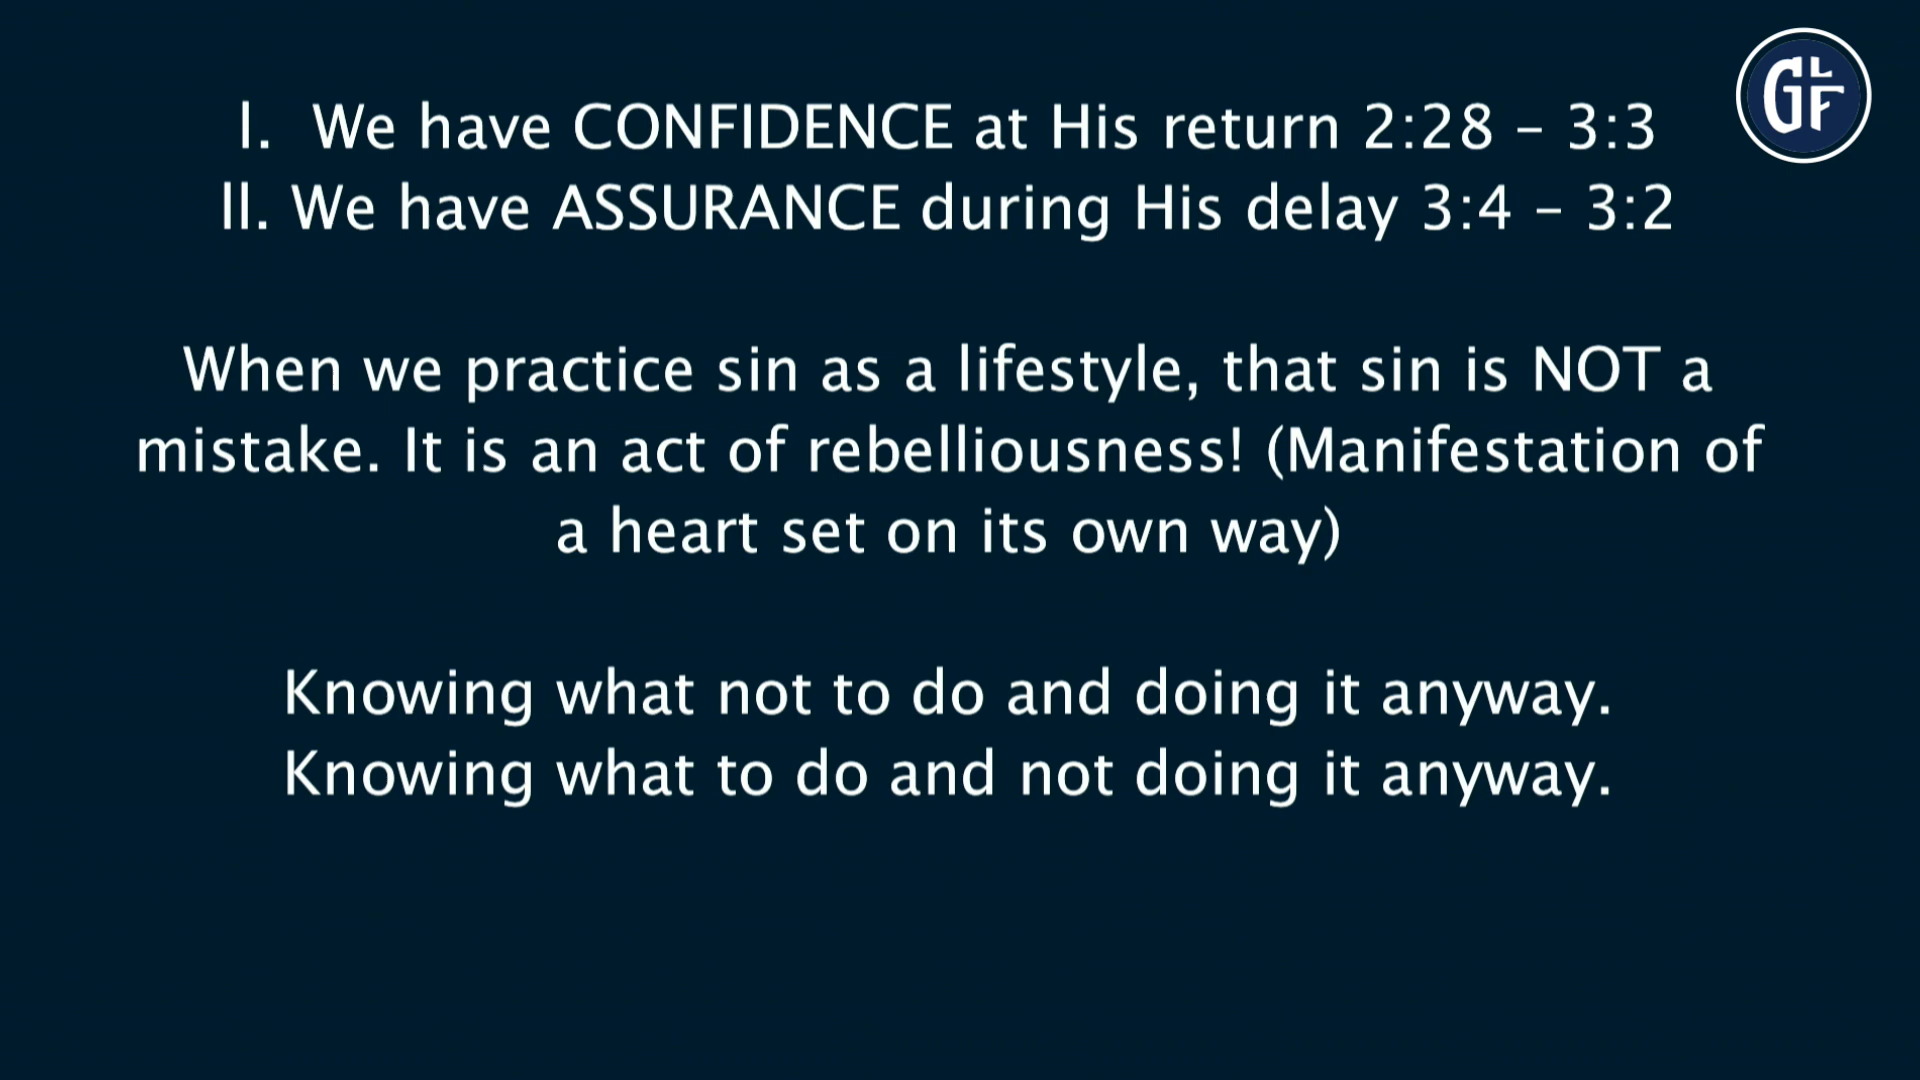 GLF
I. We have CONFIDENCE at His return 2:28 – 3:3
II. We have ASSURANCE during His delay 3:4 – 3:2
When we practice sin as a lifestyle, that sin is NOT a
mistake. It is an act of rebelliousness! (Manifestation of
a heart set on its own way)
Knowing what not to do and doing it anyway.
Knowing what to do and not doing it anyway.